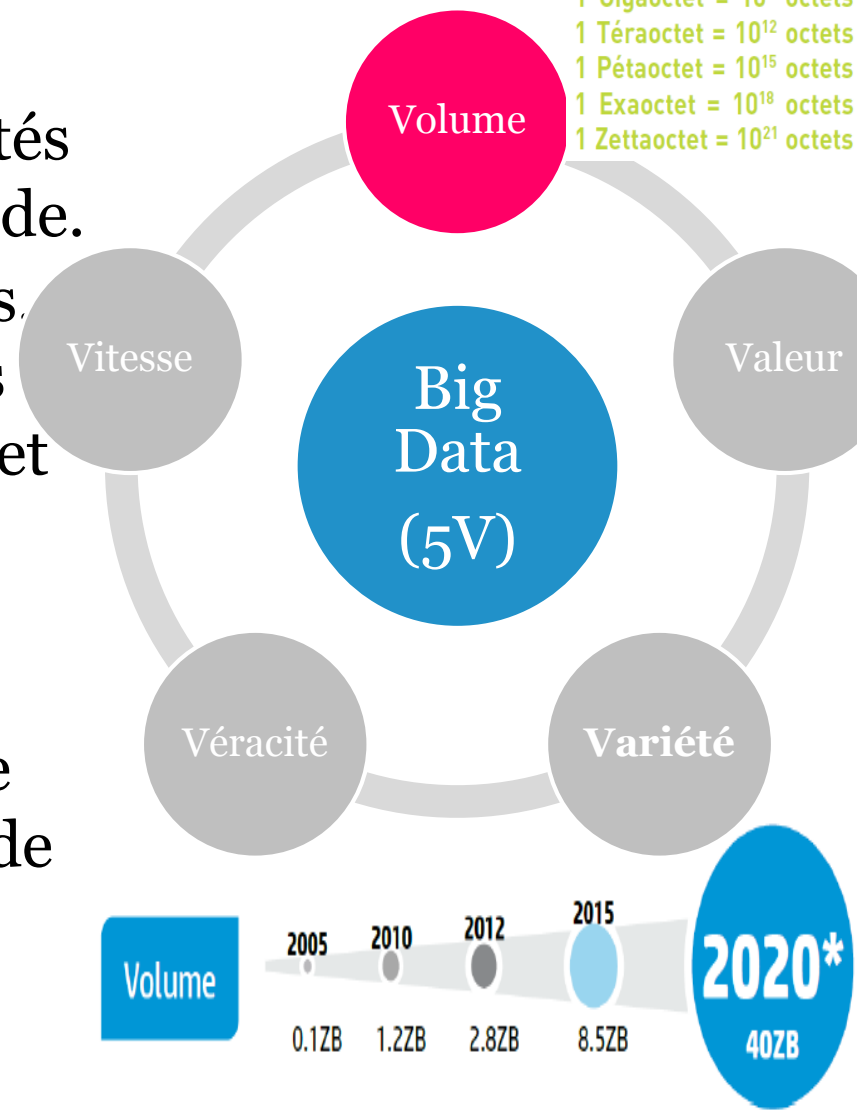 1 Téraoctet = 10¹² octets
1 Pétaoctet = 10¹⁵ octets
1 Exaoctet = 10¹⁸ octets
1 Zettaoctet = 10²¹ octets
tés
de.
s
s
et
e
de
Volume
Vitesse
Valeur
Big
Data
(5V)
Véracité
Variété
Volume
2005
2010
2012
2015
2020*
0.1ZB
1.2ZB
2.8ZB
8.5ZB
40ZB